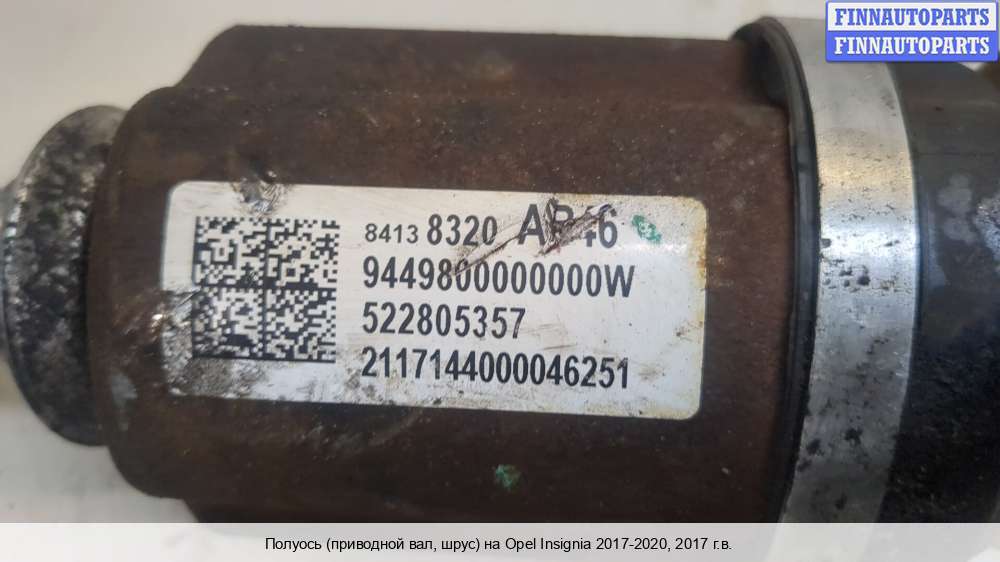 FINNAUTOPARTS
FINNAUTOPARTS
8413 8320 AP46
9449800000000W
522805357
2117144000046251
Полуось (приводной вал, шрус) на Opel Insignia 2017-2020, 2017 г.в.